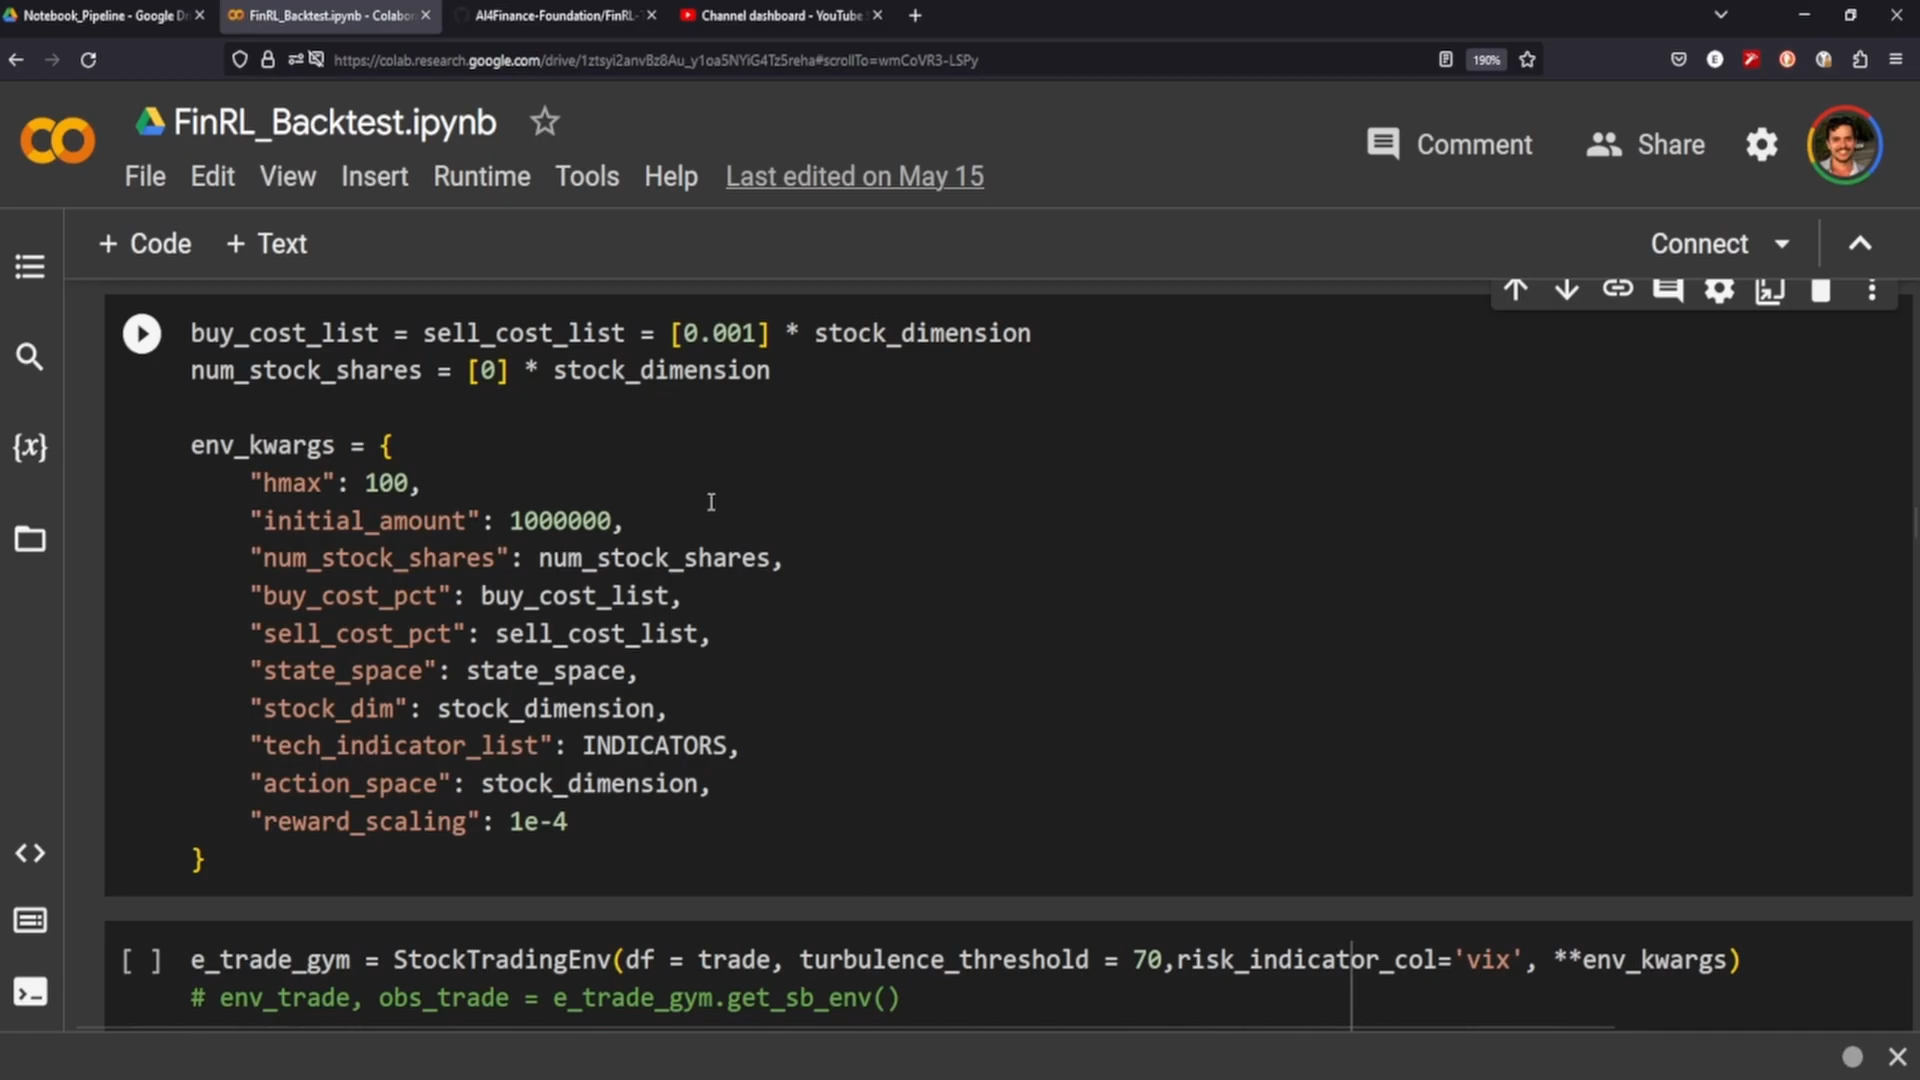 Notebook_Pipeline - Google Dr
FinRL_Backtest.ipynb - Colabor
AI4Finance-Foundation/FinRL-T
Channel dashboard - YouTube
https://colab.research.google.com/drive/1ztsyi2anvBz8Au_y1oa5NYiG4Tz5reha#scrollTo=wmCoVR3-LSPy
190%
FinRL_Backtest.ipynb
Comment
Share
File Edit View Insert Runtime Tools Help Last edited on May 15
+ Code + Text
Connect
buy_cost_list = sell_cost_list = [0.001] * stock_dimension
num_stock_shares = [0] * stock_dimension
env_kwargs = {
"hmax": 100,
"initial_amount": 1000000,
"num_stock_shares": num_stock_shares,
"buy_cost_pct": buy_cost_list,
"sell_cost_pct": sell_cost_list,
"state_space": state_space,
"stock_dim": stock_dimension,
"tech_indicator_list": INDICATORS,
"action_space": stock_dimension,
"reward_scaling": 1e-4
}
[ ] e_trade_gym = StockTradingEnv(df = trade, turbulence_threshold = 70,risk_indicator_col='vix', **env_kwargs)
# env_trade, obs_trade = e_trade_gym.get_sb_env()